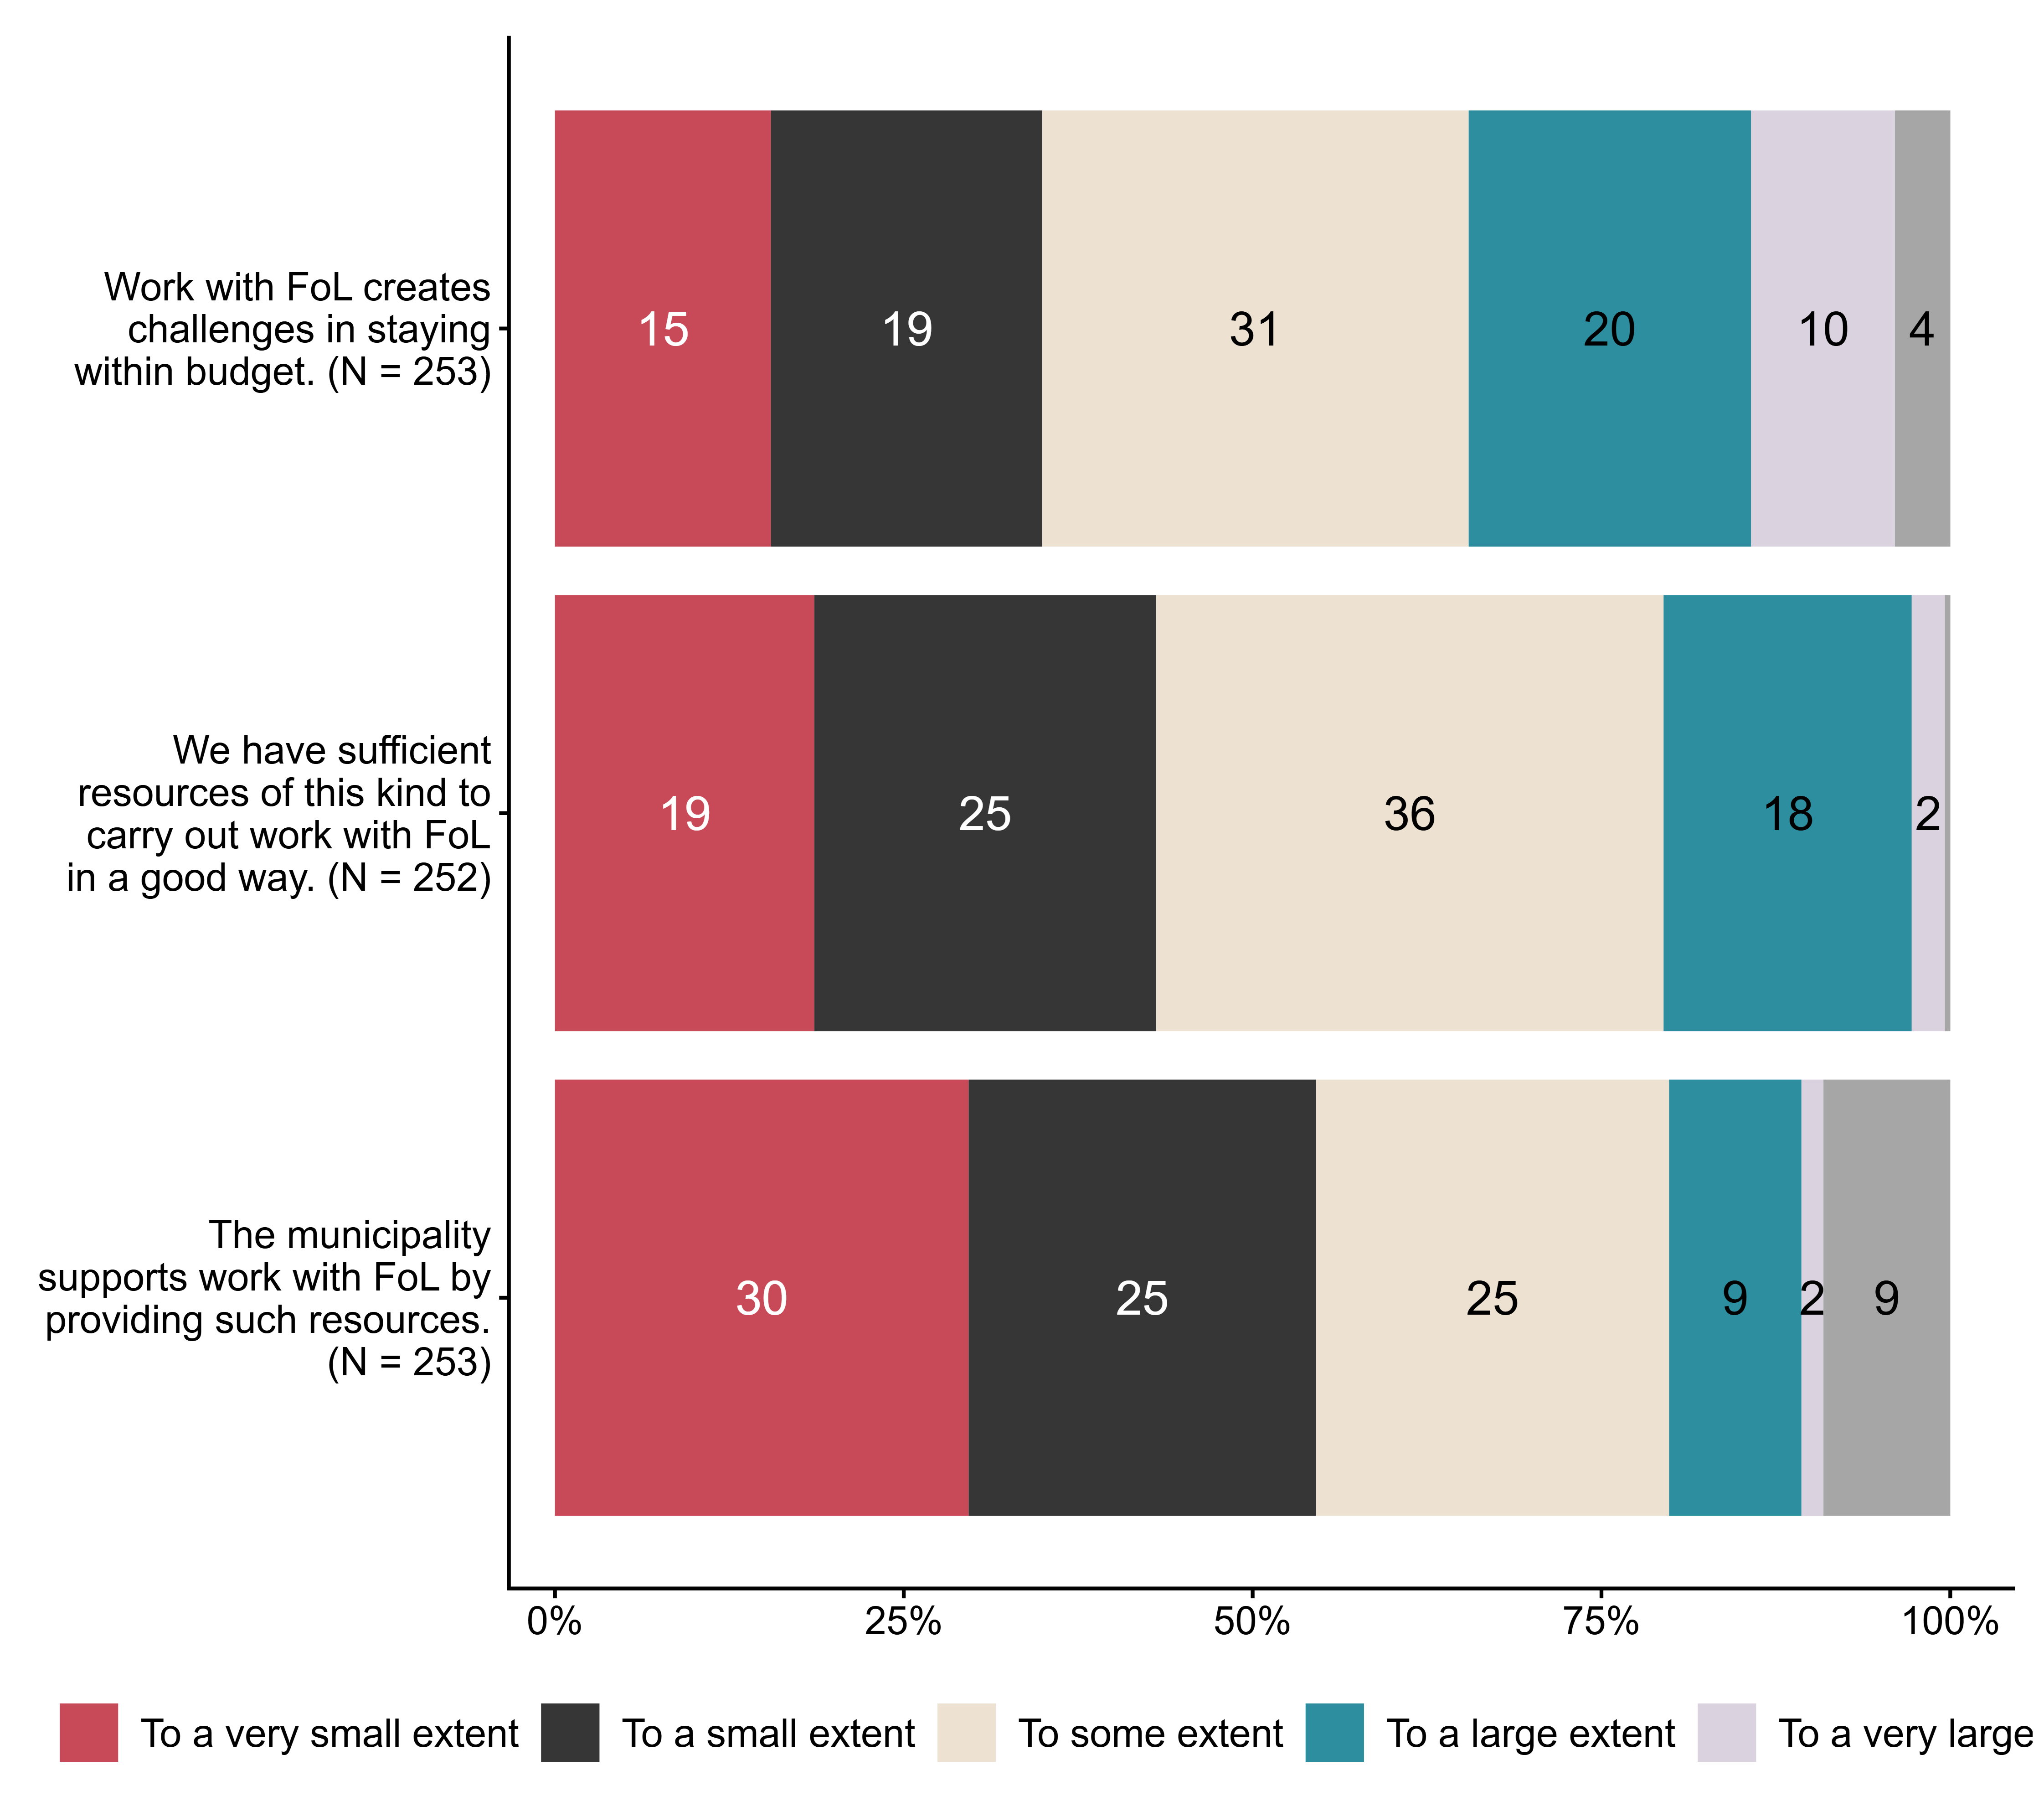 Work with FoL creates
challenges in staying
within budget. (N = 253)
15 19 31 20 10 4
We have sufficient
resources of this kind to
carry out work with FoL
in a good way. (N = 252)
19 25 36 18 2
The municipality
supports work with FoL by
providing such resources.
(N = 253)
30 25 25 9 2 9
0% 25% 50% 75% 100%
To a very small extent To a small extent To some extent To a large extent To a very large